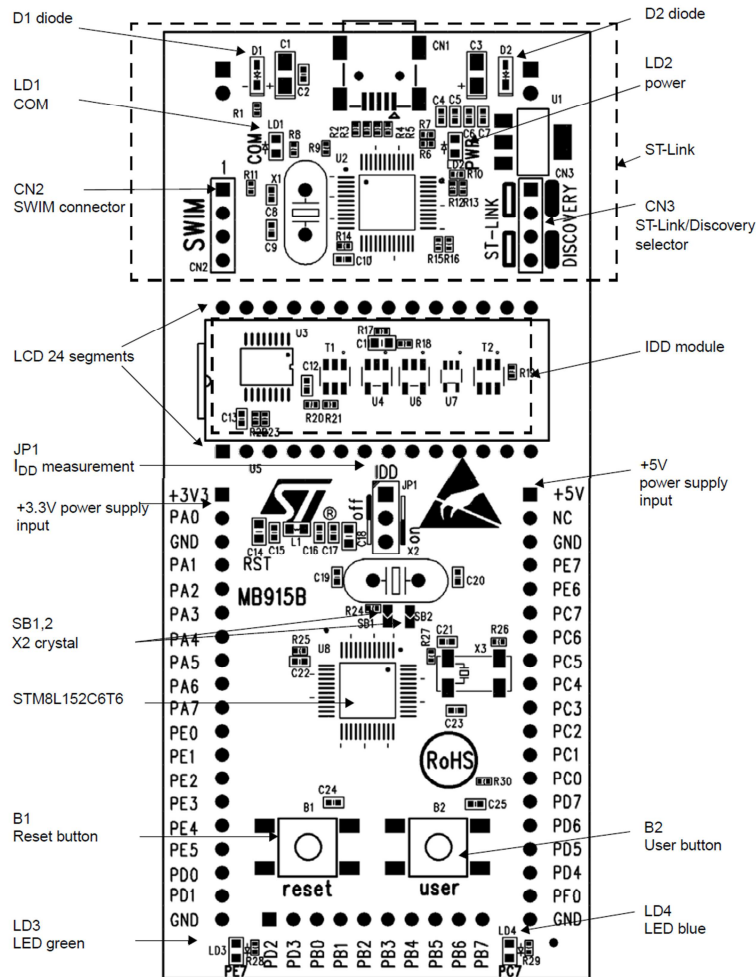 D1 diode
D2 diode
LD1
COM
LD2
power
ST-Link
CN2
SWIM connector
CN3
ST-Link/Discovery
selector
LCD 24 segments
IDD module
JP1
IDD measurement
+5V
power supply
input
+3.3V power supply
input
SB1,2
X2 crystal
STM8L152C6T6
B1
Reset button
B2
User button
LD3
LED green
LD4
LED blue
D1
C1
C2
CN1
C3
D2
R1
LD1
COM
R8
R9
R2
R3
R4
R5
R7
R6
C4
C5
C6
C7
U1
PWR
LD2
R10
R12
R13
U2
R11
X1
C8
C9
1
SWIM
CN2
R14
C10
R15
R16
CN3
ST-LINK
DISCOVERY
U3
R17
R18
T1
T2
C12
U4
U6
U7
C13
R20
R21
U5
IDD
JP1
off
on
C18
X2
ST
®
C14
C15
L1
C16
C17
RST
MB915B
C19
C20
R24
SB1
SB2
R25
C22
U8
R27
C21
X3
R26
C23
RoHS
R30
C24
B1
B2
C25
reset
user
+3V3
PA0
GND
PA1
PA2
PA3
PA4
PA5
PA6
PA7
PE0
PE1
PE2
PE3
PE4
PE5
PD0
PD1
GND
+5V
NC
GND
PE7
PE6
PC7
PC6
PC5
PC4
PC3
PC2
PC1
PC0
PD7
PD6
PD5
PD4
PF0
GND
LD3
R28
PE7
PD2
PD3
PB0
PB1
PB2
PB3
PB4
PB5
PB6
PB7
LD4
R29
PC7